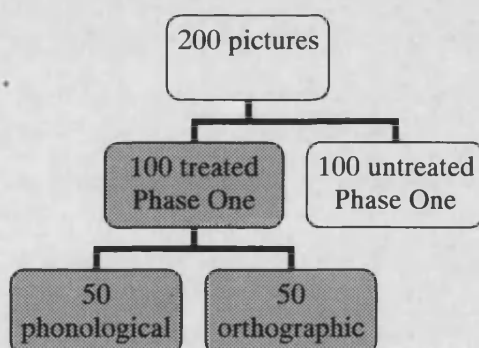 200 pictures
100 treated
Phase One
100 untreated
Phase One
50
phonological
50
orthographic